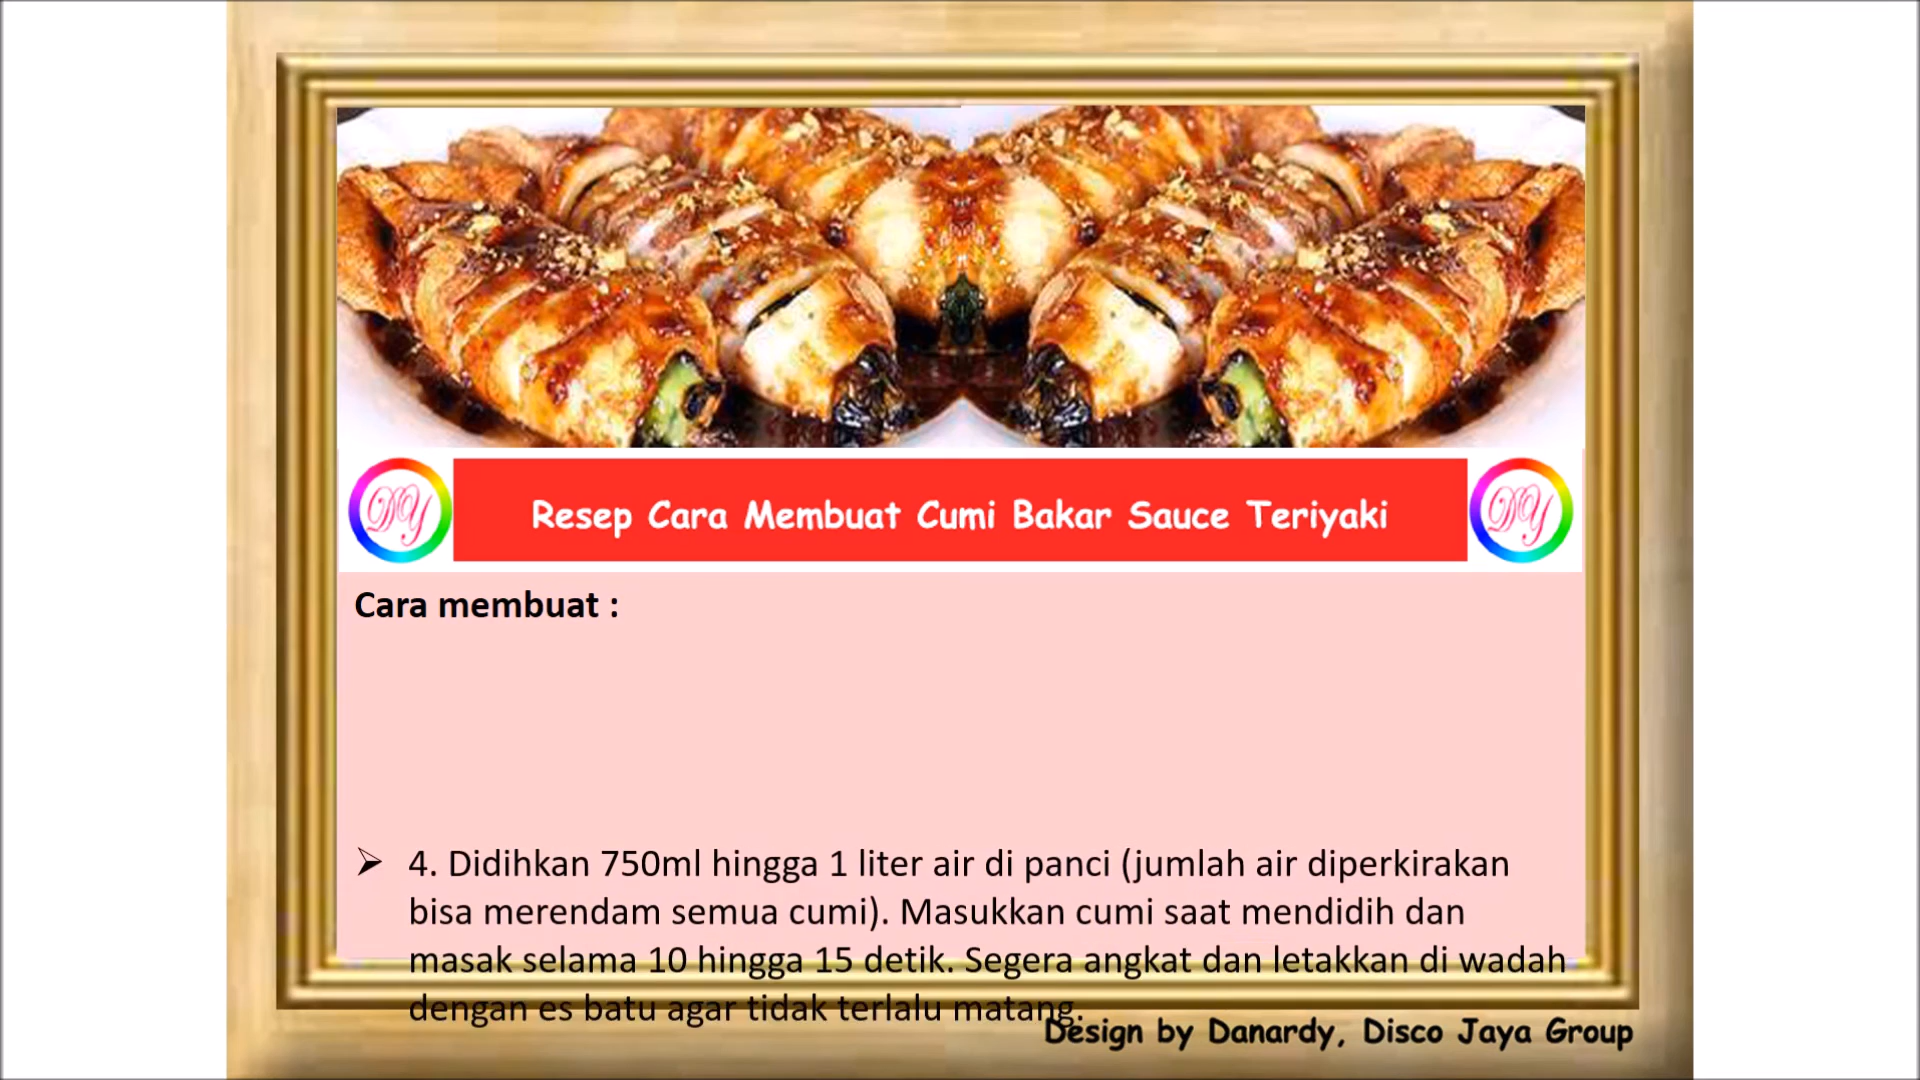 DY
Resep Cara Membuat Cumi Bakar Sauce Teriyaki
DY
Cara membuat :
➢ 4. Didihkan 750ml hingga 1 liter air di panci (jumlah air diperkirakan
bisa merendam semua cumi). Masukkan cumi saat mendidih dan
masak selama 10 hingga 15 detik. Segera angkat dan letakkan di wadah
dengan es batu agar tidak terlalu matang.
Design by Danardy, Disco Jaya Group